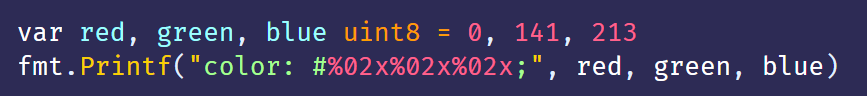 var red, green, blue uint8 = 0, 141, 213
fmt.Printf("color: #%02x%02x%02x;", red, green, blue)